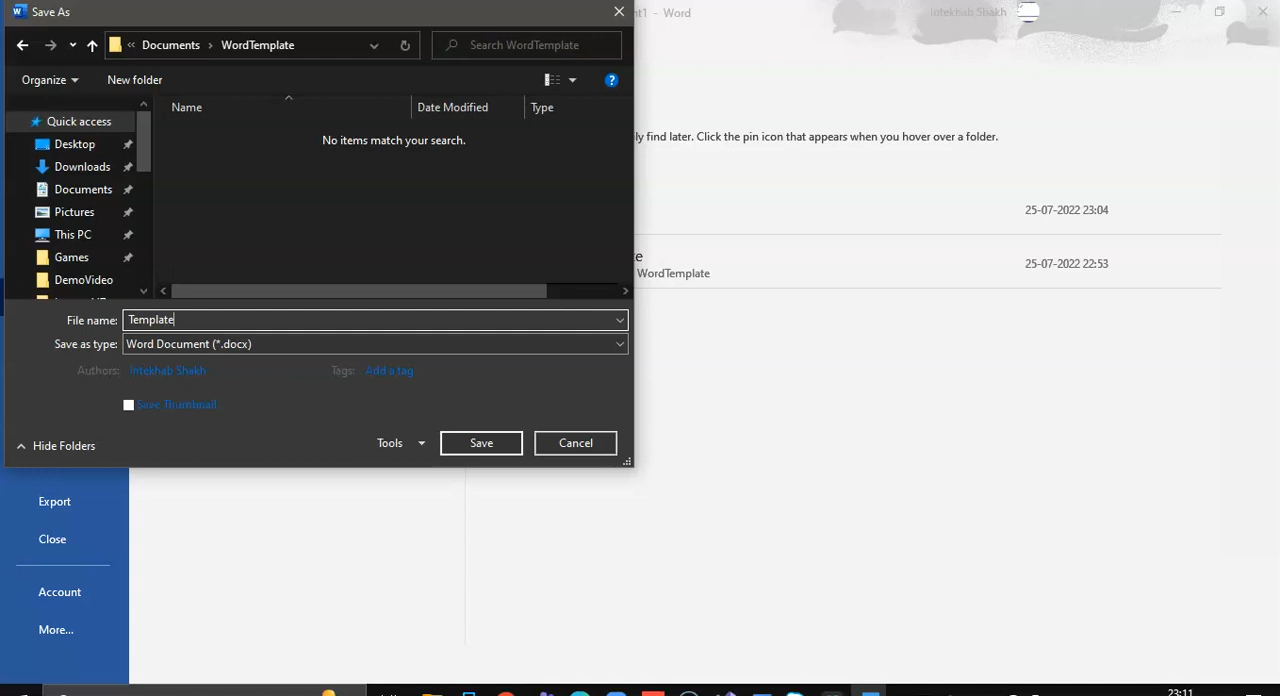 Save As
nt1 - Word
Intekhab Shakh
Documents
WordTemplate
Search WordTemplate
Organize
New folder
Name
Date Modified
Type
Quick access
No items match your search.
ly find later. Click the pin icon that appears when you hover over a folder.
Desktop
Downloads
Documents
Pictures
25-07-2022 23:04
This PC
Games
te
WordTemplate
25-07-2022 22:53
DemoVideo
File name: Template
Save as type: Word Document (*.docx)
Authors: Intekhab Shakh
Tags: Add a tag
Save Thumbnail
Hide Folders
Tools
Save
Cancel
Export
Close
Account
More...
23:11